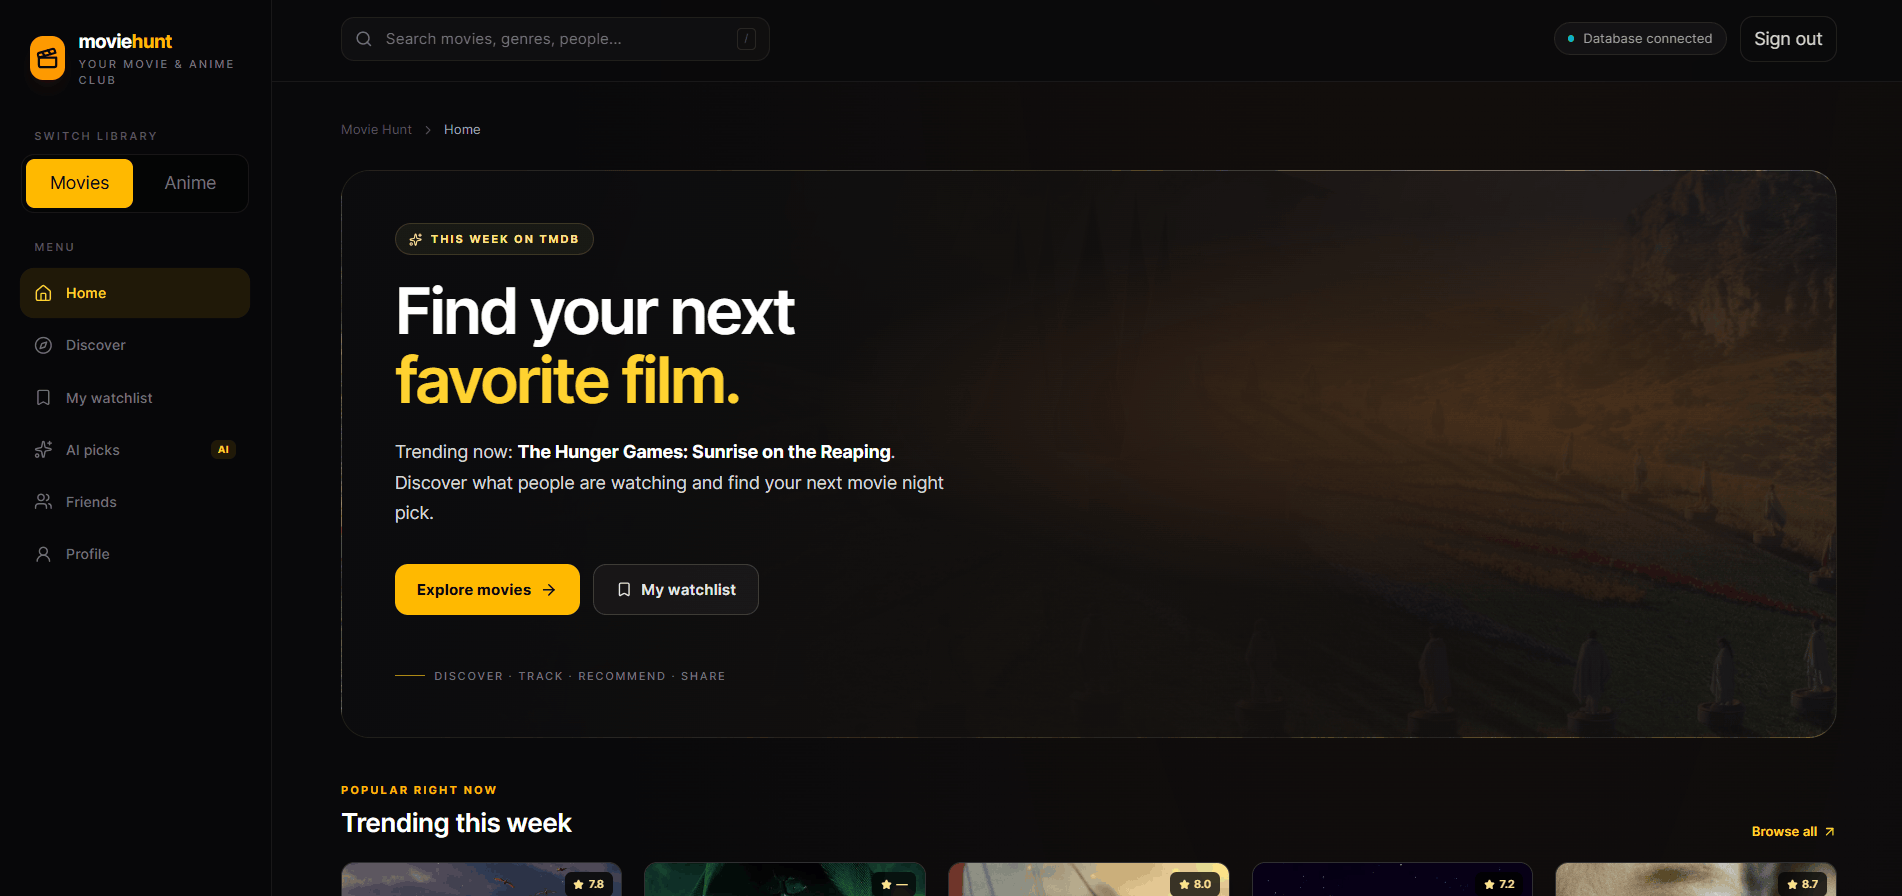 moviehunt
YOUR MOVIE & ANIME
CLUB
Search movies, genres, people...
/
Database connected
Sign out
SWITCH LIBRARY
Movies
Anime
MENU
Home
Discover
My watchlist
AI picks
AI
Friends
Profile
Movie Hunt > Home
THIS WEEK ON TMDB
Find your next
favorite film.
Trending now: The Hunger Games: Sunrise on the Reaping.
Discover what people are watching and find your next movie night
pick.
Explore movies
My watchlist
DISCOVER · TRACK · RECOMMEND · SHARE
POPULAR RIGHT NOW
Trending this week
Browse all
7.8
—
8.0
7.2
8.7